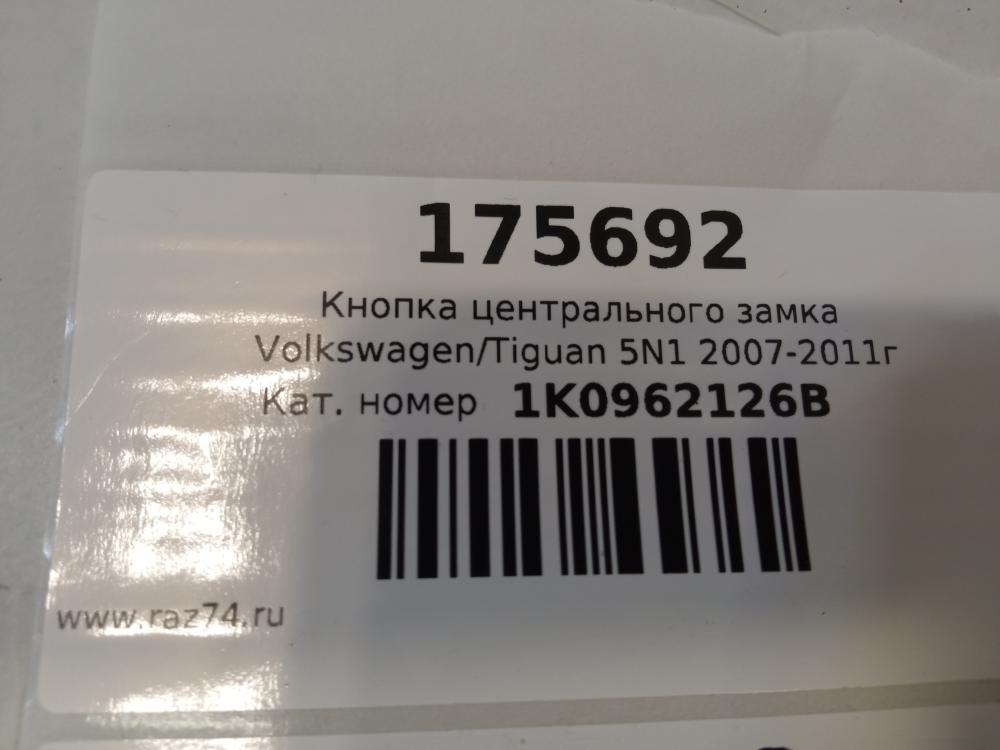 175692
Кнопка центрального замка
Volkswagen/Tiguan 5N1 2007-2011г
Кат. номер 1K0962126B
www.raz74.ru